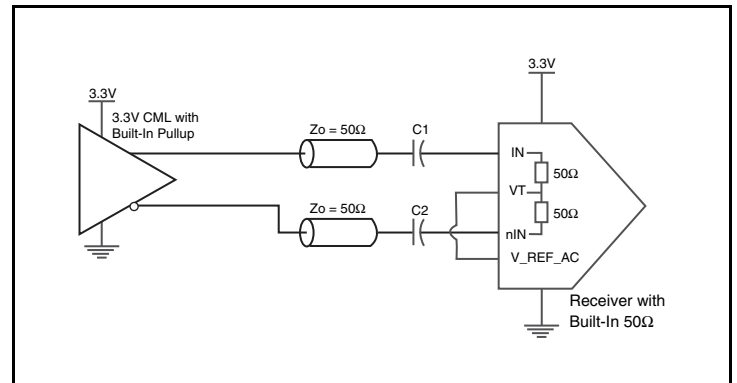 3.3V
3.3V
3.3V CML with
Built-In Pullup
Zo = 50Ω
C1
IN
50Ω
VT
Zo = 50Ω
C2
50Ω
nIN
V_REF_AC
Receiver with
Built-In 50Ω